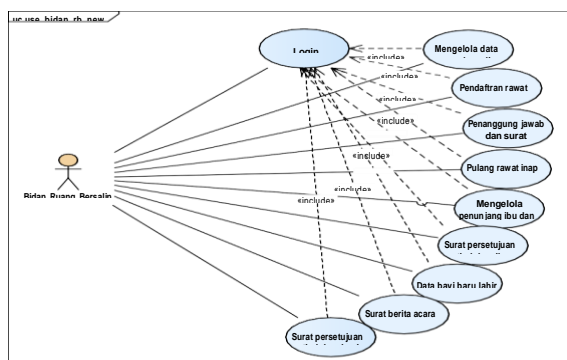 uc use_bidan_rb_new
Login
Mengelola data
«include»
Pendaftran rawat
«include»
Penanggung jawab
dan surat
«include»
«include»
Pulang rawat inap
Bidan Ruang Bersalin
«include»
«include»
Mengelola
penunjang ibu dan
Surat persetujuan
Data bayi baru lahir
Surat berita acara
Surat persetujuan